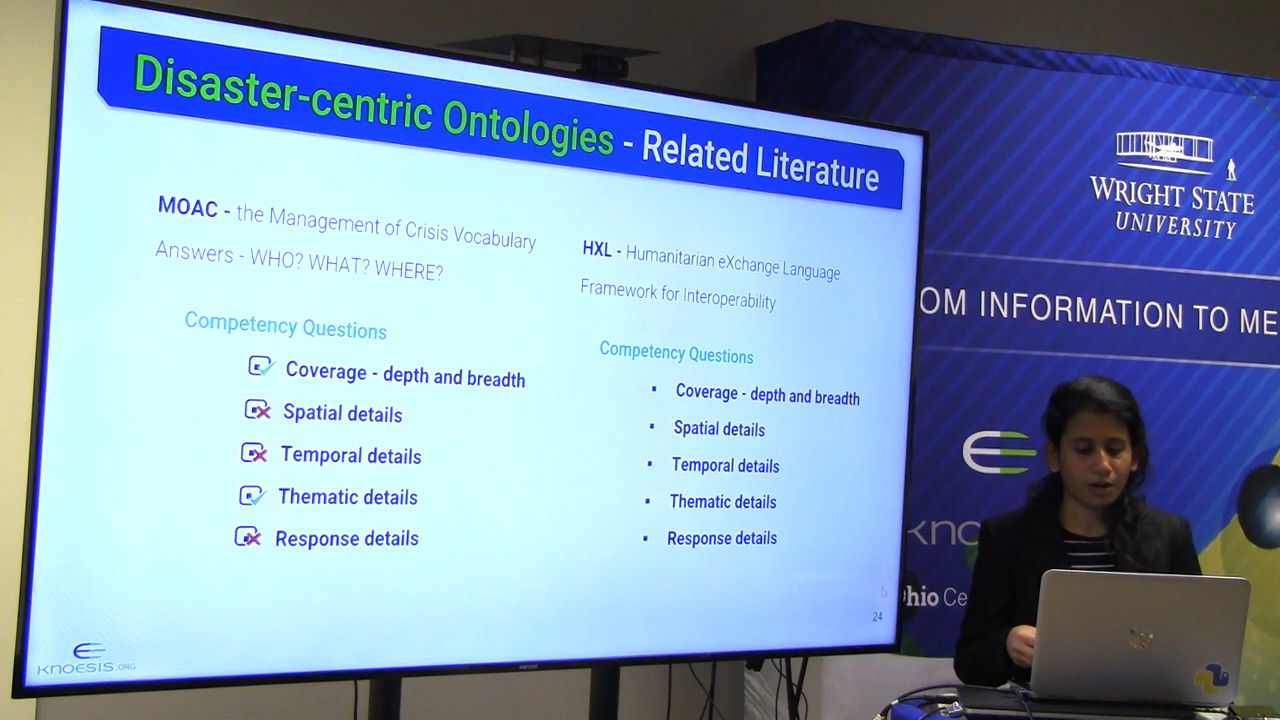 Disaster-centric Ontologies - Related Literature
MOAC - the Management of Crisis Vocabulary
Answers - WHO? WHAT? WHERE?
Competency Questions
Coverage - depth and breadth
Spatial details
Temporal details
Thematic details
Response details
HXL - Humanitarian eXchange Language
Framework for Interoperability
Competency Questions
Coverage - depth and breadth
Spatial details
Temporal details
Thematic details
Response details
24
KNOESIS.ORG
WRIGHT STATE
UNIVERSITY
OM INFORMATION TO ME
KNO
Ohio Ce